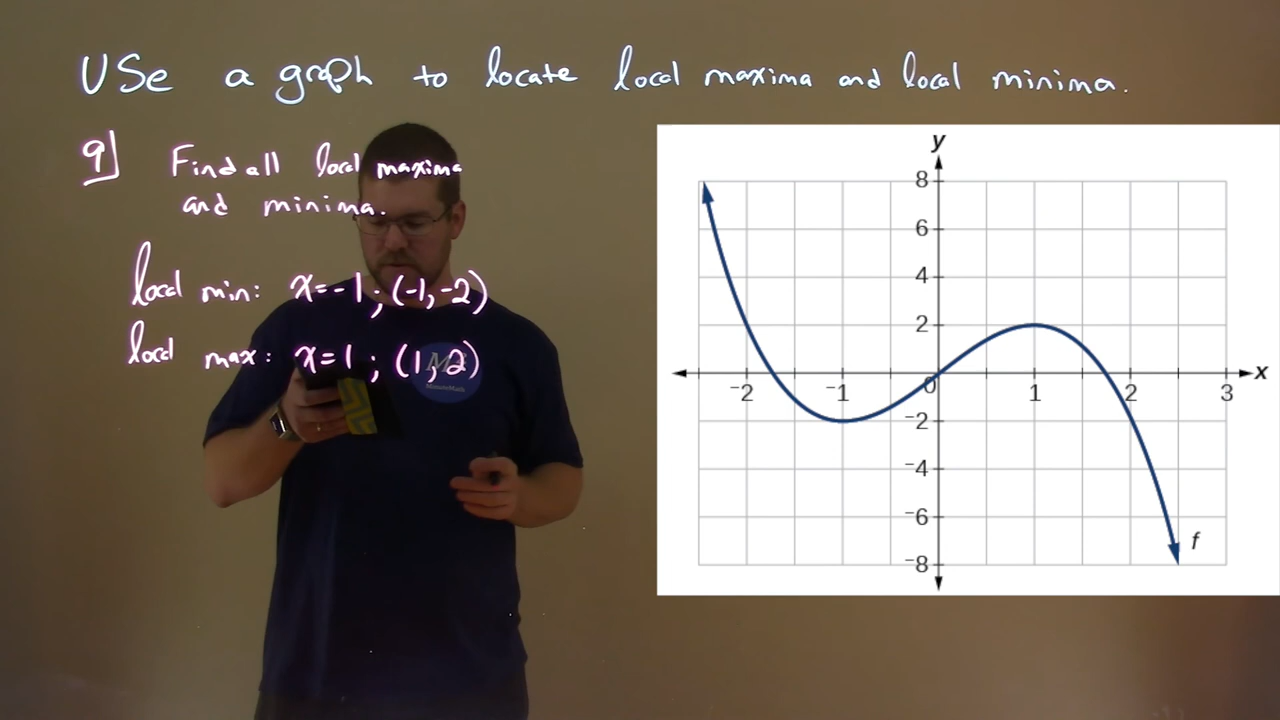 Use a graph to locate local maxima and local minima.
9] Find all local maxima
and minima.
local min: x=-1; (-1,-2)
local max: x=1; (1,2)
MinuteMath
y
8
6
4
2
0
-2
-4
-6
-8
-2 -1 1 2 3
x
f